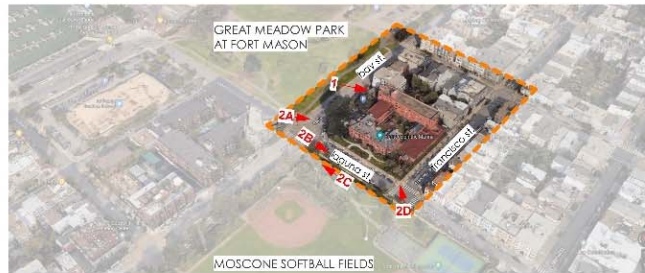 GREAT MEADOW PARK
AT FORT MASON
bay st.
1
2A
2B
laguna st.
francisco st.
2C
2D
MOSCONE SOFTBALL FIELDS